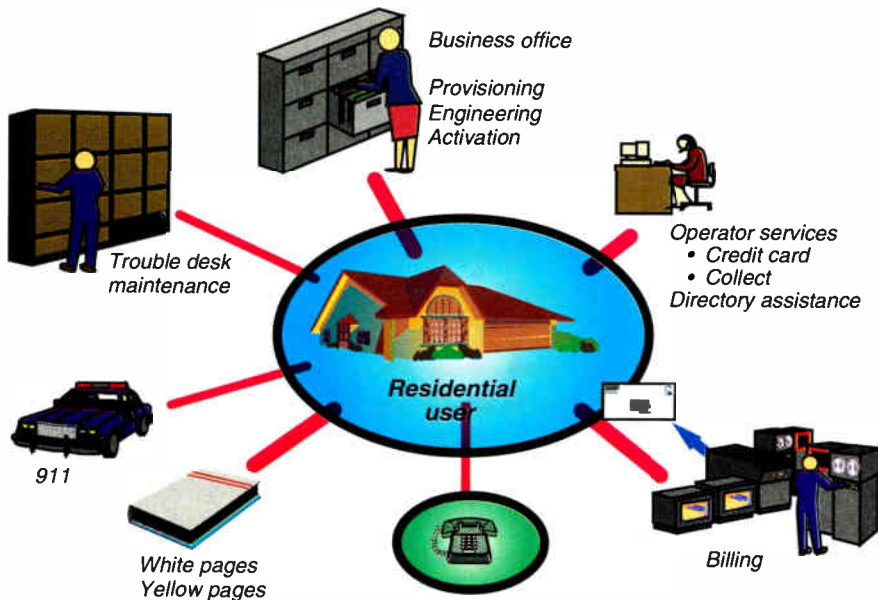 Business office
Provisioning
Engineering
Activation
Operator services
• Credit card
• Collect
Directory assistance
Trouble desk
maintenance
Residential
user
911
White pages
Yellow pages
Billing